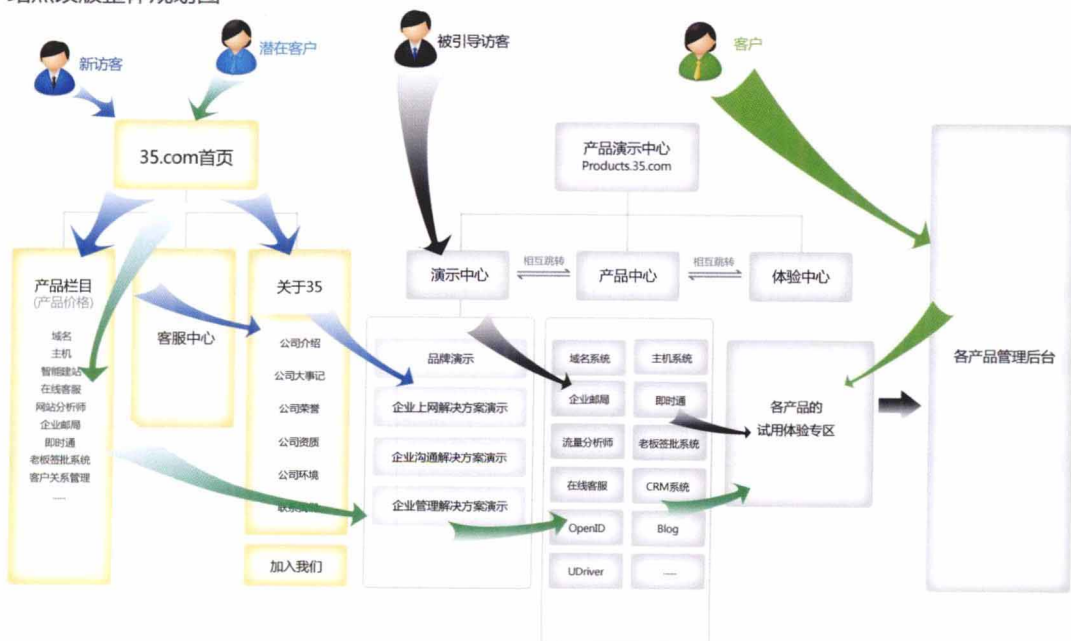 新访客
潜在客户
被引导访客
客户
35.com首页
产品演示中心
Products.35.com
产品栏目
(产品价格)
域名
主机
智能建站
在线客服
网站分析师
企业邮局
即时通
老板签批系统
客户关系管理
......
客服中心
关于35
公司介绍
公司大事记
公司荣誉
公司资质
公司环境
加入我们
演示中心
相互跳转
产品中心
相互跳转
体验中心
品牌演示
企业上网解决方案演示
企业沟通解决方案演示
企业管理解决方案演示
域名系统
主机系统
企业邮局
即时通
流量分析师
老板签批系统
在线客服
CRM系统
OpenID
Blog
UDriver
......
各产品的
试用体验专区
各产品管理后台